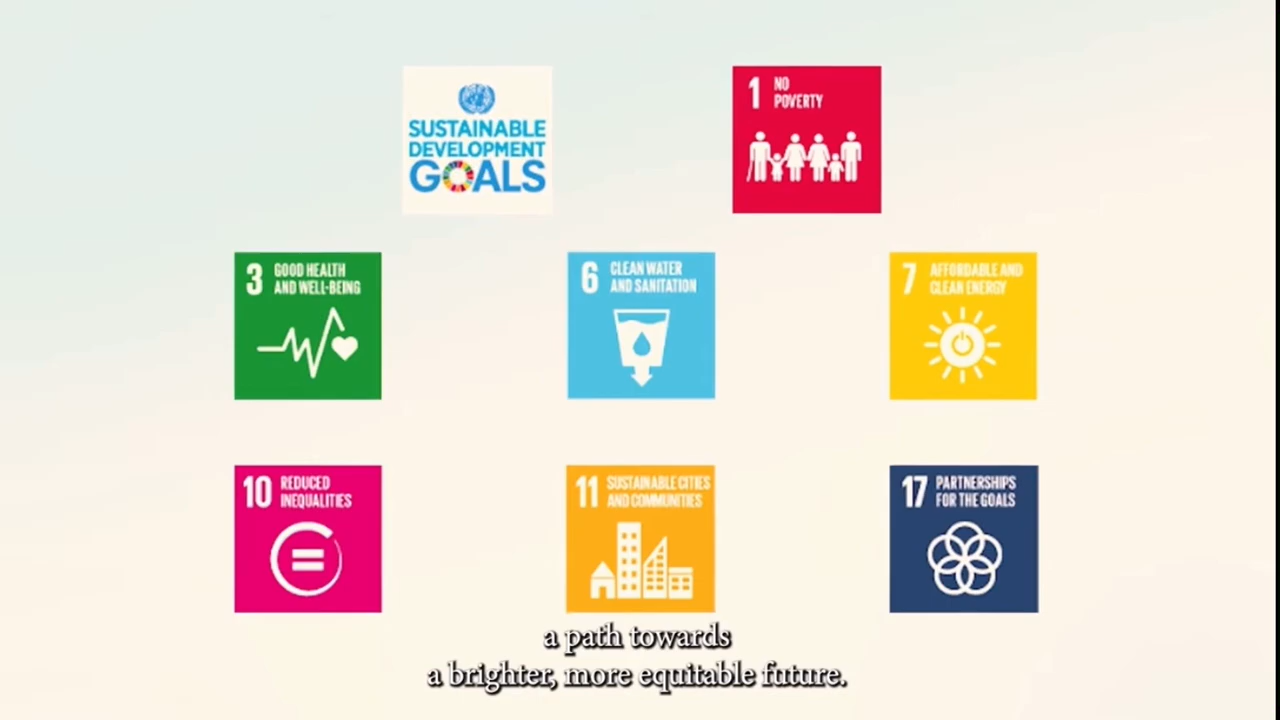 SUSTAINABLE
DEVELOPMENT
GOALS
1 NO
POVERTY
3 GOOD HEALTH
AND WELL-BEING
6 CLEAN WATER
AND SANITATION
7 AFFORDABLE AND
CLEAN ENERGY
10 REDUCED
INEQUALITIES
11 SUSTAINABLE CITIES
AND COMMUNITIES
17 PARTNERSHIPS
FOR THE GOALS
a path towards
a brighter, more equitable future.